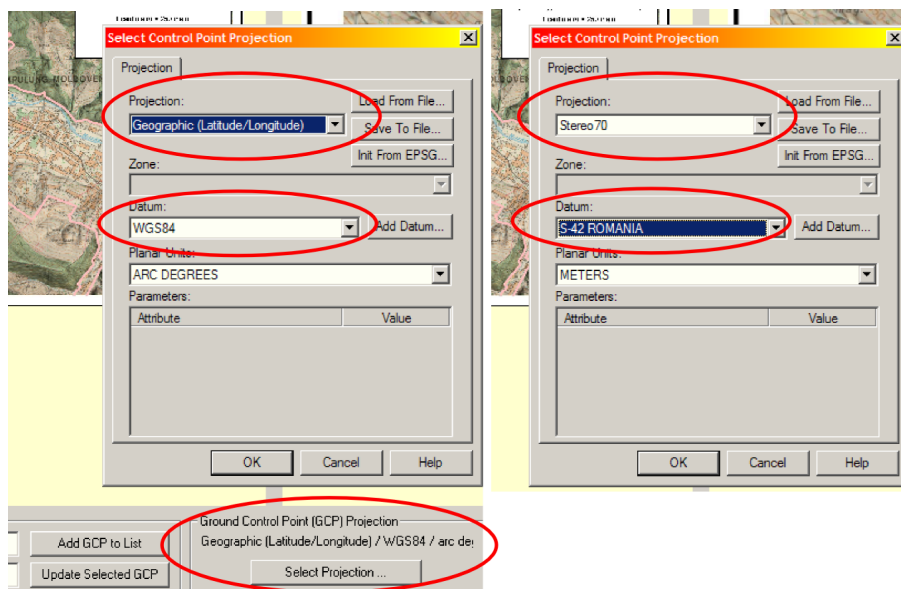 Select Control Point Projection
Projection
Projection:
Load From File...
Geographic (Latitude/Longitude)
Save To File...
Init From EPSG...
Zone:
Datum:
WGS84
Add Datum...
Planar Units:
ARC DEGREES
Parameters:
Attribute Value
OK Cancel Help
Ground Control Point (GCP) Projection
Add GCP to List
Geographic (Latitude/Longitude) / WGS84 / arc deg
Update Selected GCP
Select Projection ...
Select Control Point Projection
Projection
Projection:
Load From File...
Stereo70
Save To File...
Init From EPSG...
Zone:
Datum:
S-42 ROMANIA
Add Datum...
Planar Units:
METERS
Parameters:
Attribute Value
OK Cancel Help